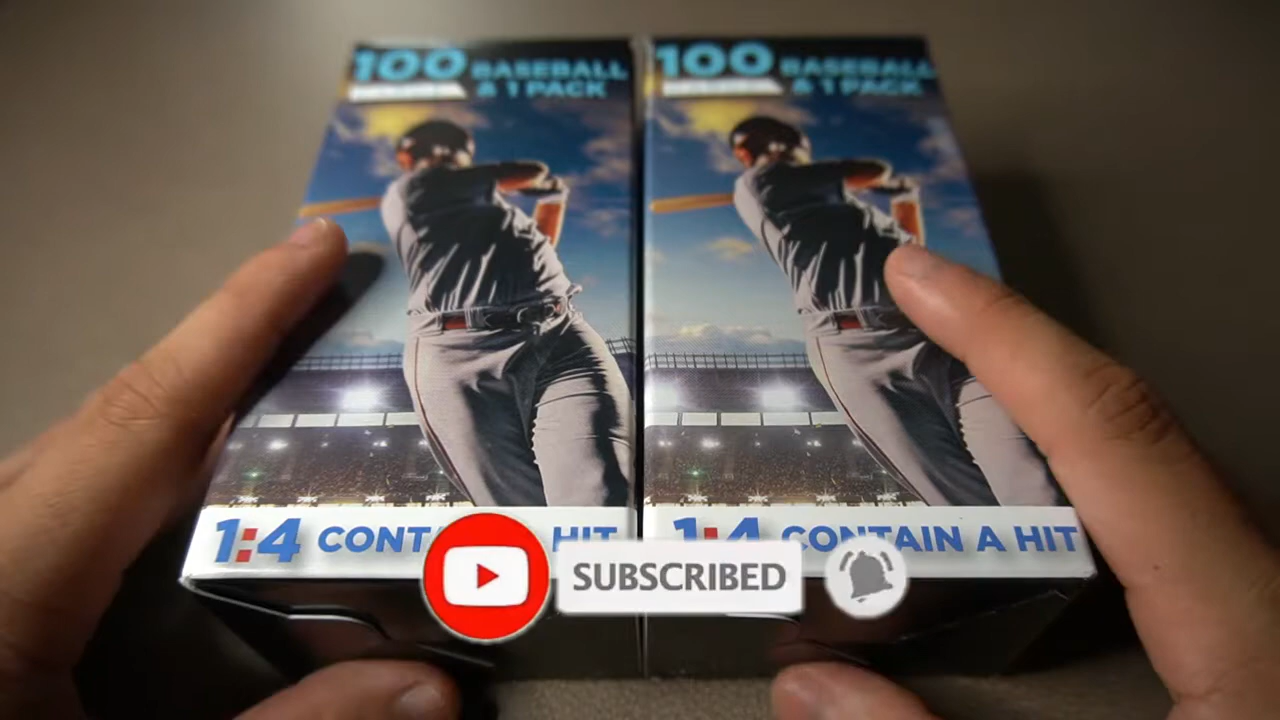 100 BASEBALL
& 1 PACK
100 BASEBALL
& 1 PACK
1:4 CONT HIT
1:4 CONTAIN A HIT
SUBSCRIBED